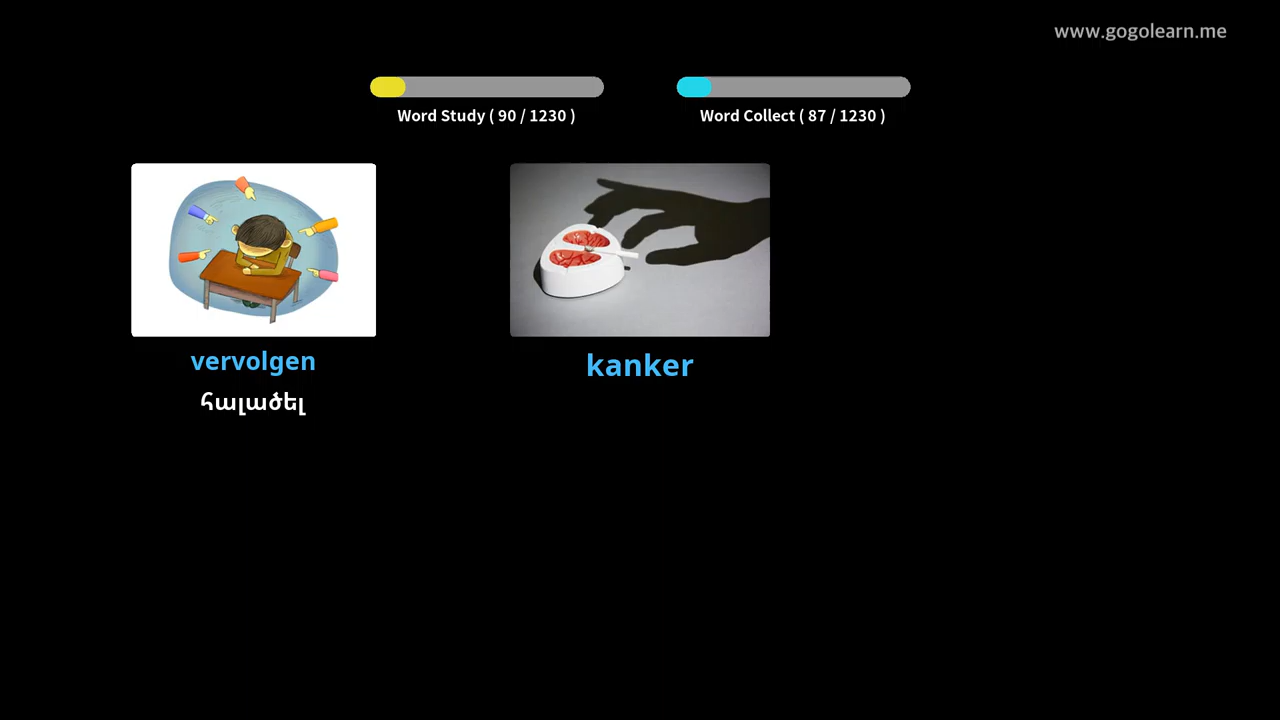 www.gogolearn.me
Word Study ( 90 / 1230 )
Word Collect ( 87 / 1230 )
vervolgen
հալածել
kanker